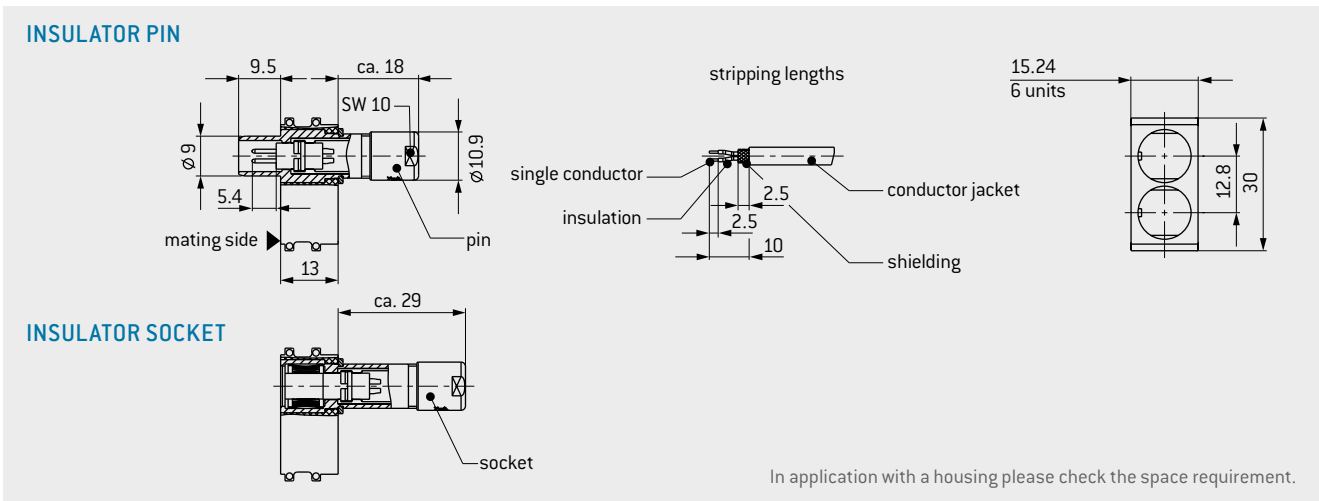 INSULATOR PIN
9.5
ca. 18
SW 10
Ø 9
Ø10.9
5.4
mating side
pin
13
stripping lengths
single conductor
insulation
2.5
2.5
10
conductor jacket
shielding
15.24
6 units
12.8
30
INSULATOR SOCKET
ca. 29
socket
In application with a housing please check the space requirement.